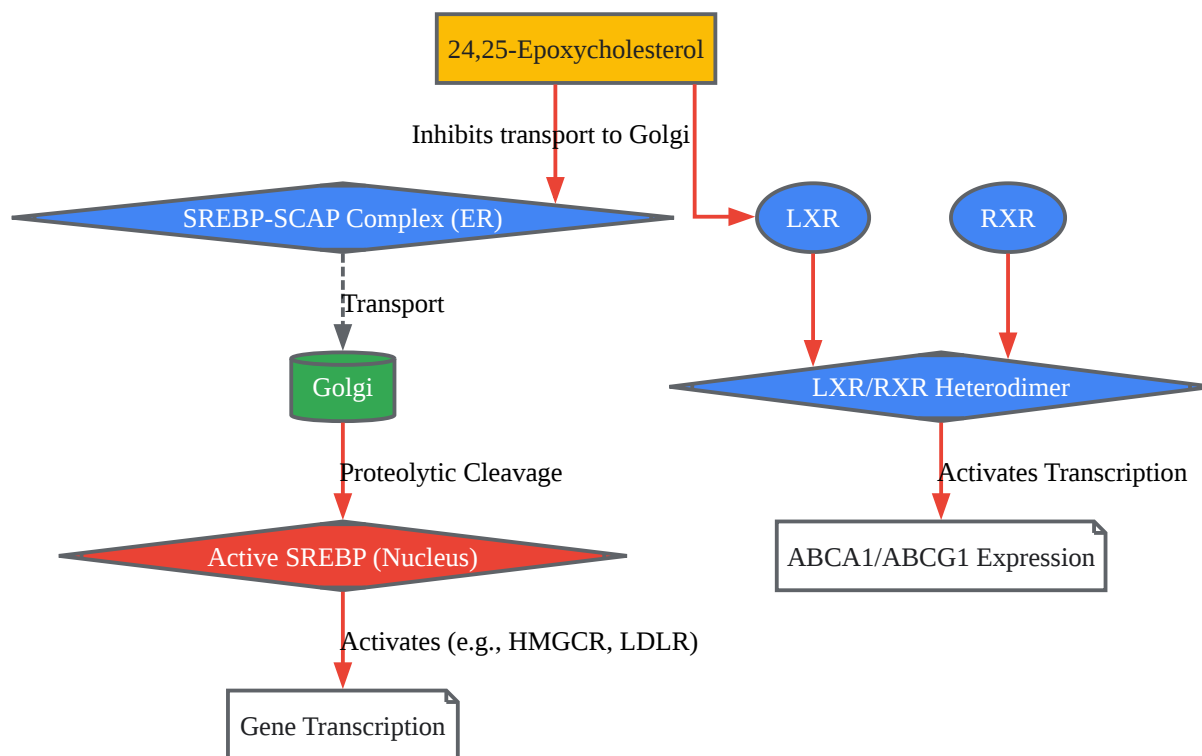 24,25-Epoxycholesterol
Inhibits transport to Golgi
SREBP-SCAP Complex (ER)
LXR
RXR
Transport
Golgi
LXR/RXR Heterodimer
Proteolytic Cleavage
Activates Transcription
Active SREBP (Nucleus)
ABCA1/ABCG1 Expression
Activates (e.g., HMGCR, LDLR)
Gene Transcription